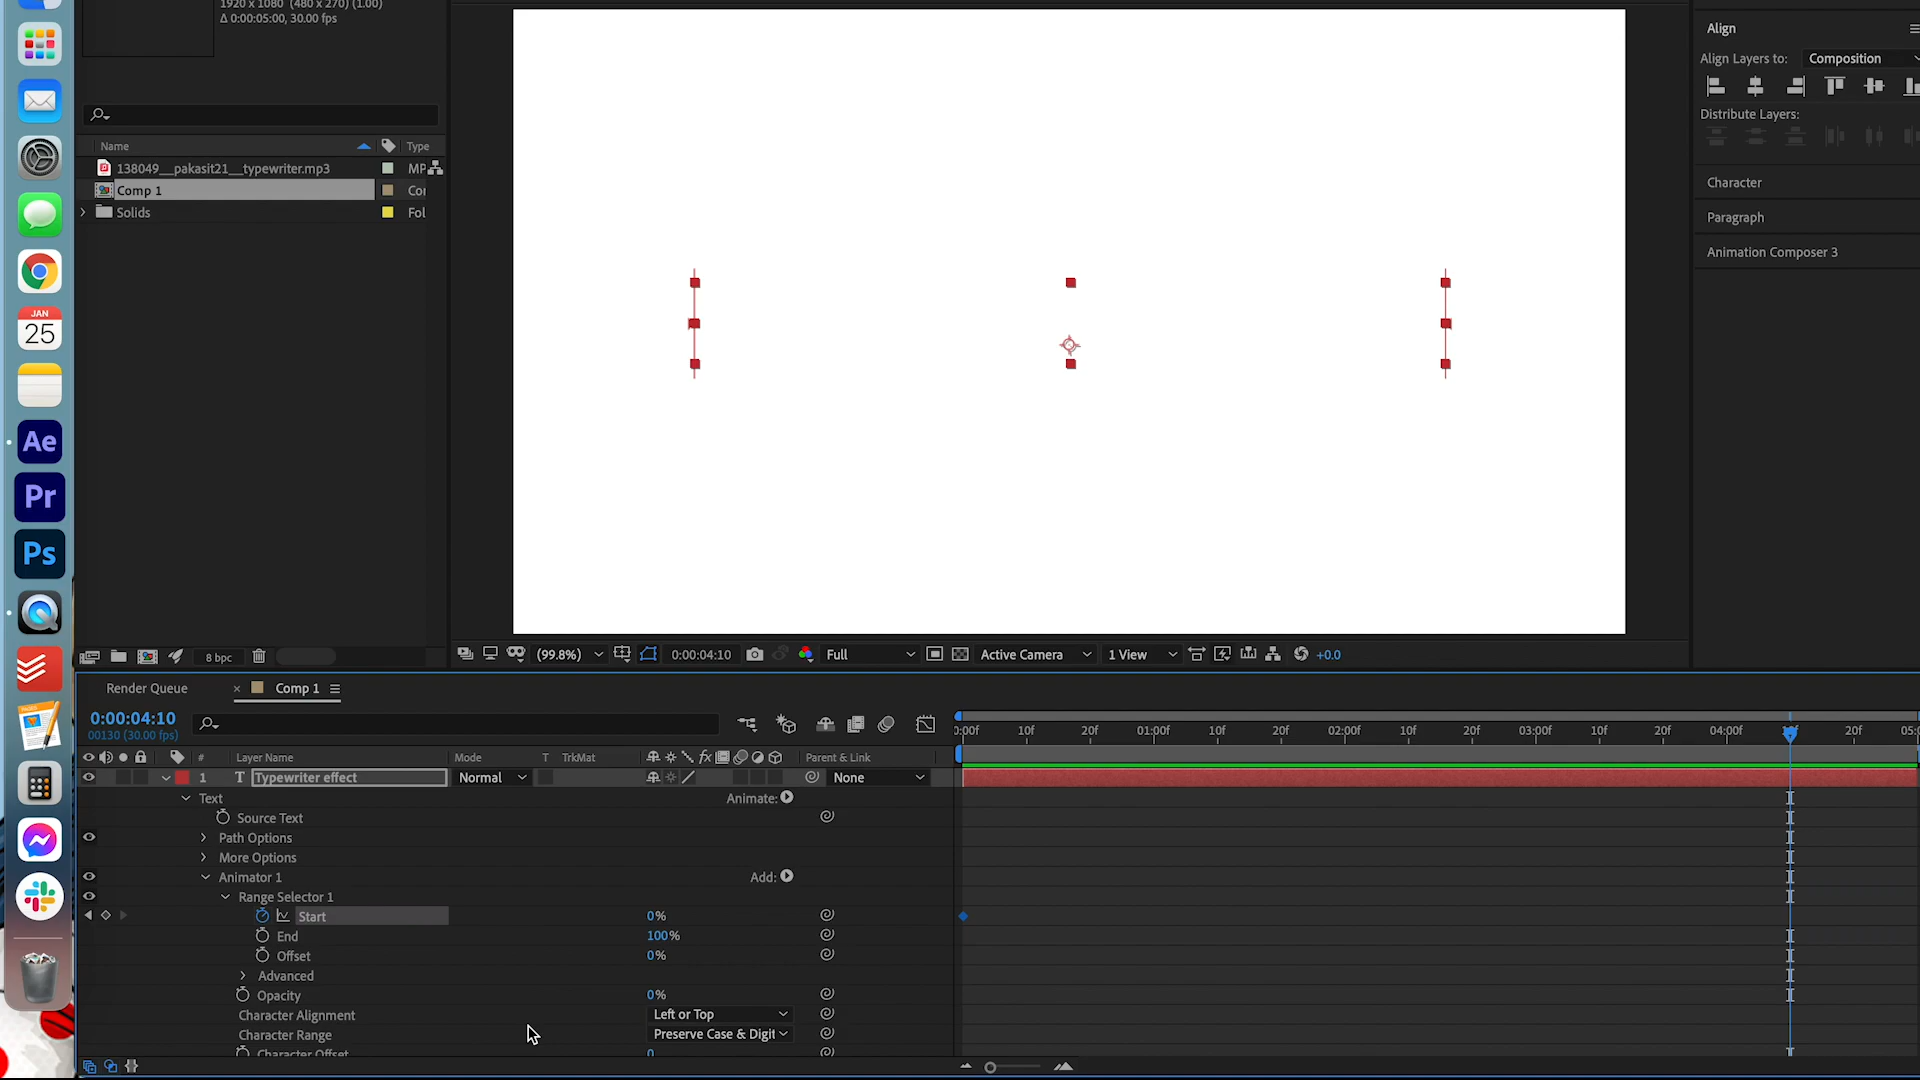 1920 x 1080 (480 x 270) (1.00)
Δ 0:00:05:00, 30.00 fps
Name
Type
138049__pakasit21__typewriter.mp3
MP
Comp 1
Cor
Solids
Fol
8 bpc
Align
Align Layers to: Composition
Distribute Layers:
Character
Paragraph
Animation Composer 3
JAN
25
Ae
Pr
Ps
(99.8%)
0:00:04:10
Full
Active Camera
1 View
+0.0
Render Queue
× Comp 1
0:00:04:10
00130 (30.00 fps)
:00f 10f 20f 01:00f 10f 20f 02:00f 10f 20f 03:00f 10f 20f 04:00f 20f 05:
# Layer Name Mode T TrkMat Parent & Link
1 T Typewriter effect Normal None
Text Animate:
Source Text
Path Options
More Options
Animator 1 Add:
Range Selector 1
Start 0%
End 100%
Offset 0%
Advanced
Opacity 0%
Character Alignment Left or Top
Character Range Preserve Case & Digit
Character Offset 0